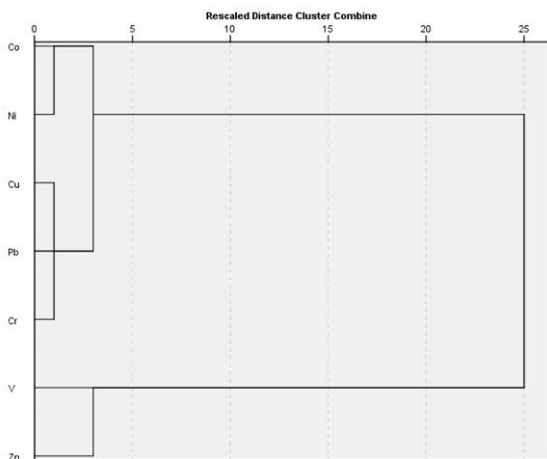 Rescaled Distance Cluster Combine
0 5 10 15 20 25
Co
Ni
Cu
Pb
Cr
V
Zn